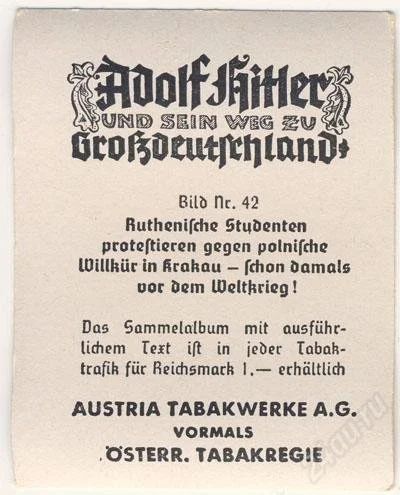 Adolf Hitler
UND SEIN WEG ZU
Großdeutschland
Bild Nr. 42
Ruthenische Studenten
protestieren gegen polnische
Willkür in Krakau – schon damals
vor dem Weltkrieg!
Das Sammelalbum mit ausführ-
lichem Text ist in jeder Tabak-
trafik für Reichsmark 1.— erhältlich
AUSTRIA TABAKWERKE A.G.
VORMALS
ÖSTERR. TABAKREGIE